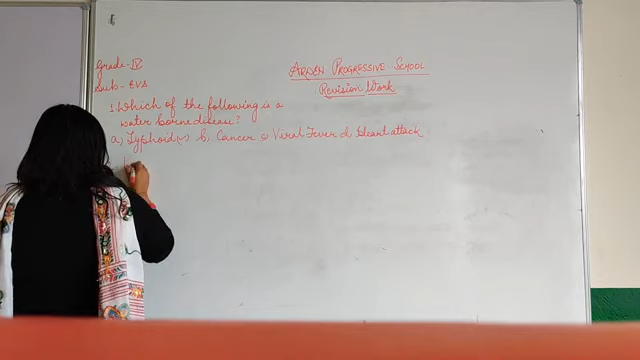 Grade-IV
ARDEN PROGRESSIVE SCHOOL
Sub- EVS
Revision Work
1. Which of the following is a
water borne disease?
a) Typhoid(✓) b) Cancer c) Viral Fever d) Heart attack